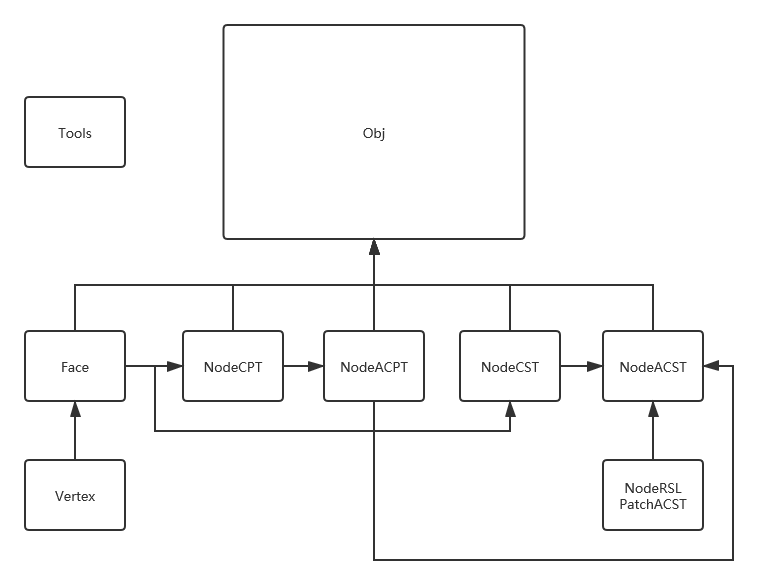 Tools
Obj
Face
NodeCPT
NodeACPT
NodeCST
NodeACST
Vertex
NodeRSL
PatchACST